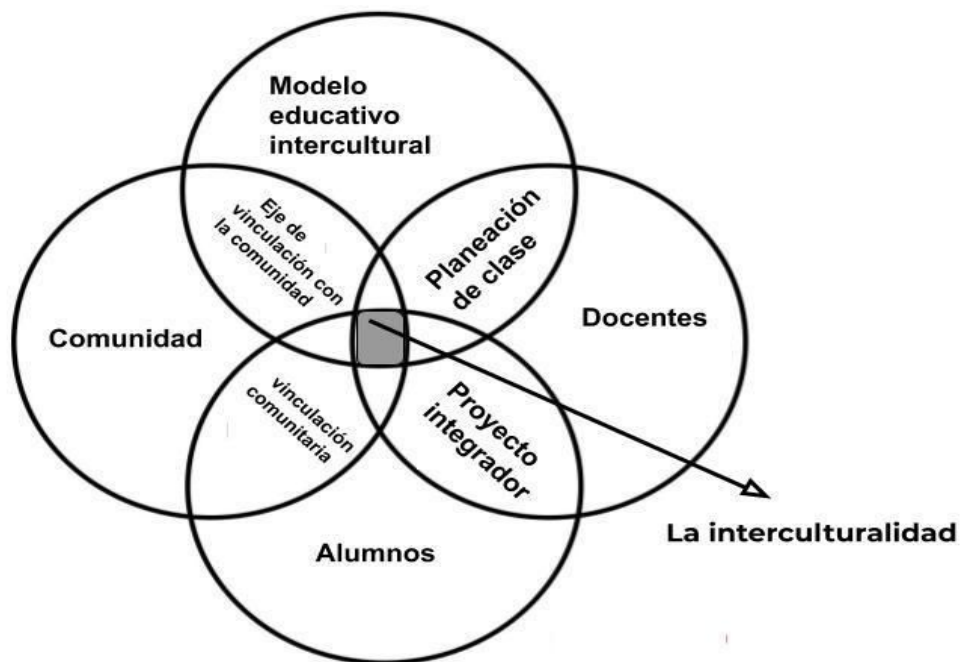 Modelo
educativo
intercultural
Eje de
vinculación con
la comunidad
Planeación
de clase
Comunidad
Docentes
vinculación
comunitaria
Proyecto
integrador
La interculturalidad
Alumnos